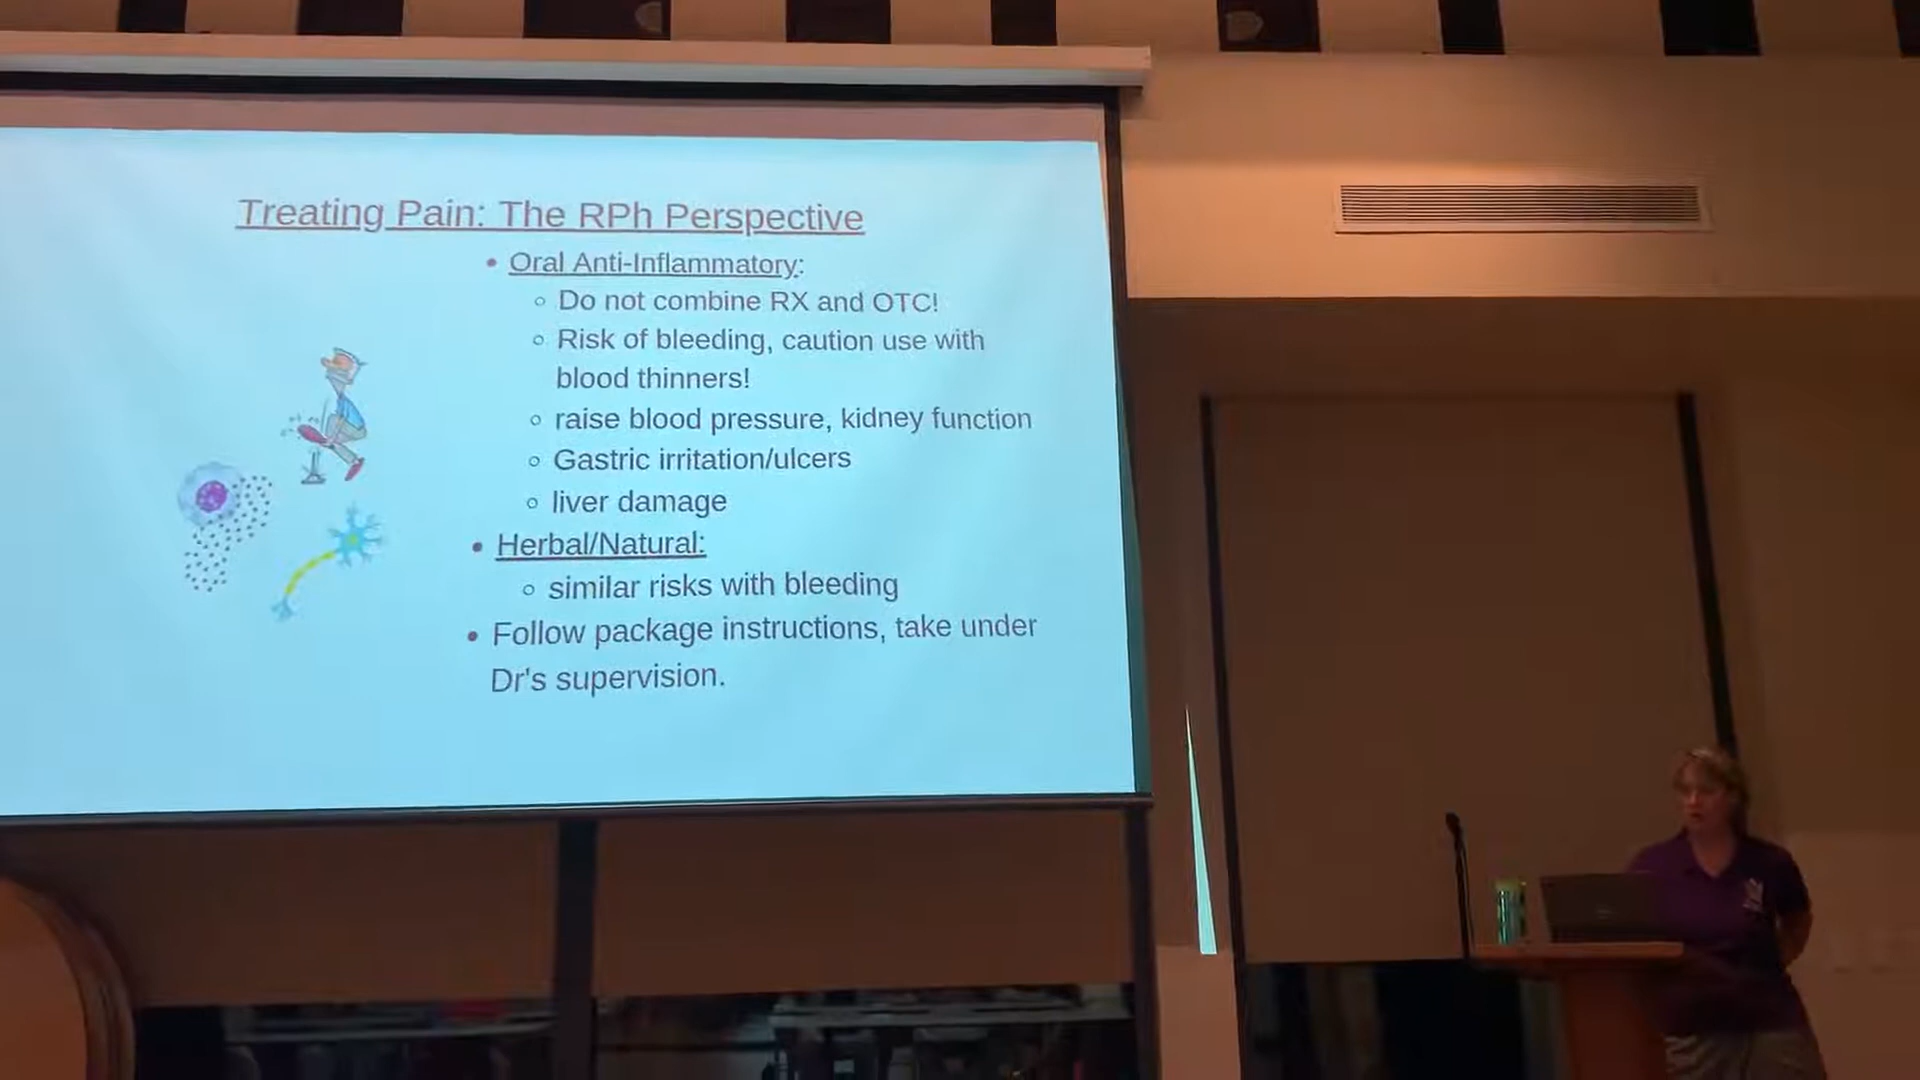 Treating Pain: The RPh Perspective
• Oral Anti-Inflammatory:
○ Do not combine RX and OTC!
○ Risk of bleeding, caution use with
blood thinners!
○ raise blood pressure, kidney function
○ Gastric irritation/ulcers
○ liver damage
• Herbal/Natural:
○ similar risks with bleeding
• Follow package instructions, take under
Dr's supervision.